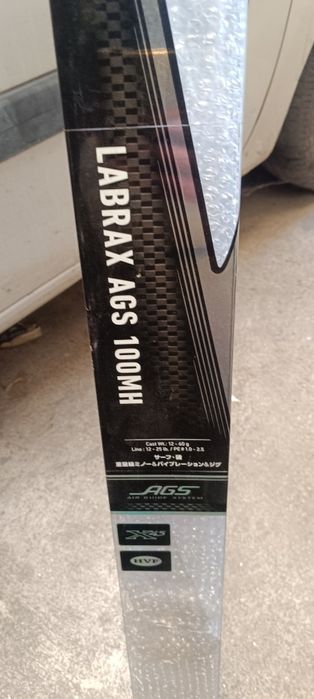 LABRAX AGS 100MH
Cast Wt.: 12 - 60 g
Line : 12 - 25 lb. / PE # 1.0 - 2.5
サーフ・磯
重量級ミノー&バイブレーション&ジグ
AGS
AIR GUIDE SYSTEM
X45
HVF